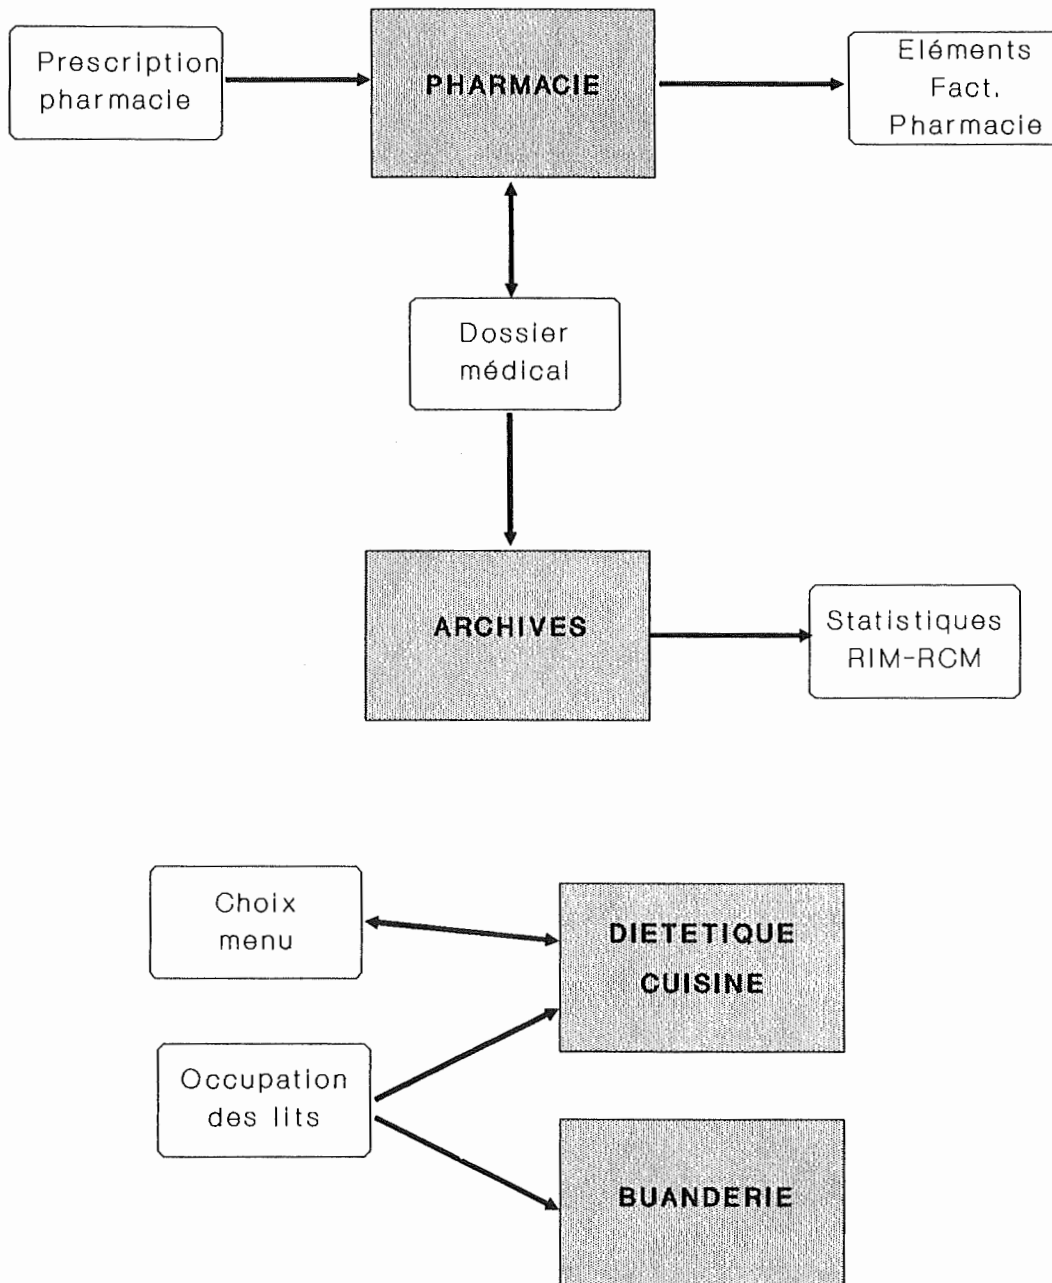 Prescription
pharmacie
PHARMACIE
Eléments
Fact.
Pharmacie
Dossier
médical
ARCHIVES
Statistiques
RIM-RCM
Choix
menu
DIETETIQUE
CUISINE
Occupation
des lits
BUANDERIE